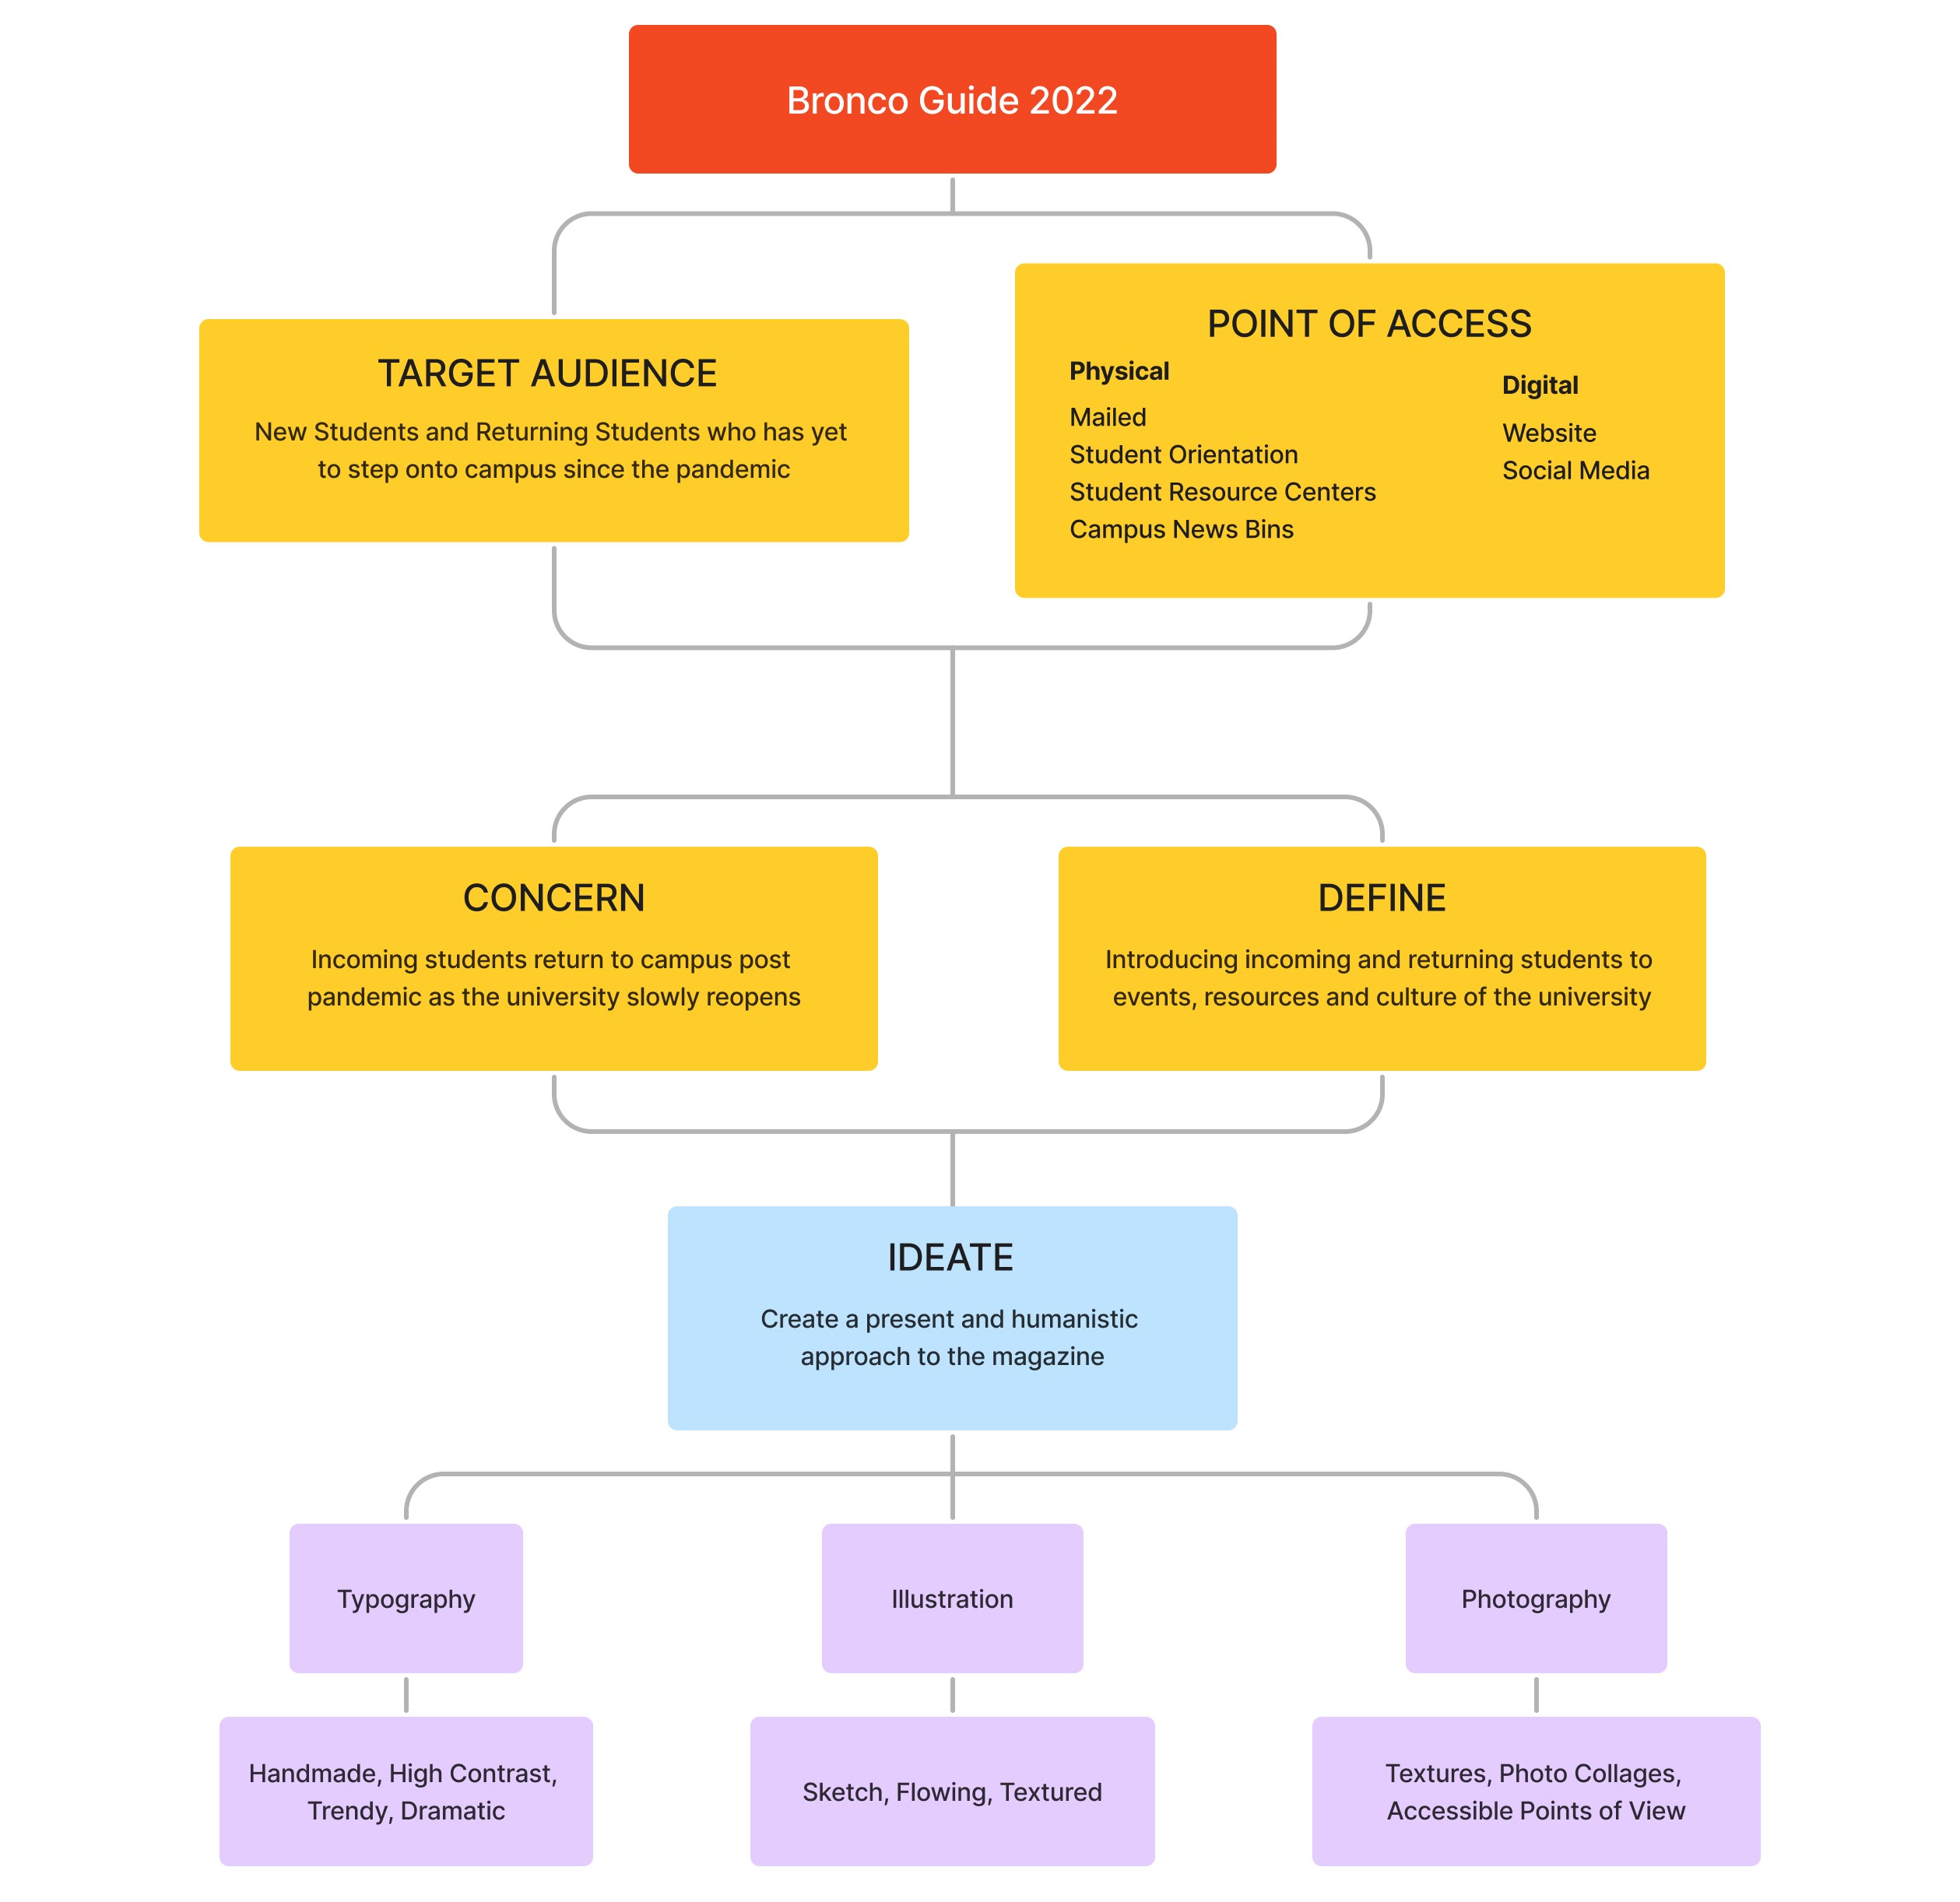 Bronco Guide 2022
TARGET AUDIENCE
New Students and Returning Students who has yet
to step onto campus since the pandemic
POINT OF ACCESS
Physical
Mailed
Student Orientation
Student Resource Centers
Campus News Bins
Digital
Website
Social Media
CONCERN
Incoming students return to campus post
pandemic as the university slowly reopens
DEFINE
Introducing incoming and returning students to
events, resources and culture of the university
IDEATE
Create a present and humanistic
approach to the magazine
Typography
Illustration
Photography
Handmade, High Contrast,
Trendy, Dramatic
Sketch, Flowing, Textured
Textures, Photo Collages,
Accessible Points of View